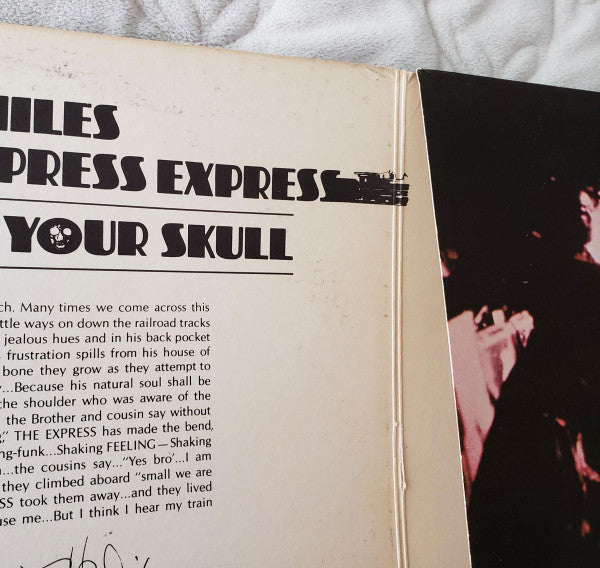 MILES
PRESS EXPRESS
YOUR SKULL
ch. Many times we come across this
ttle ways on down the railroad tracks
jealous hues and in his back pocket
frustration spills from his house of
bone they grow as they attempt to
...Because his natural soul shall be
the shoulder who was aware of the
the Brother and cousin say without
," THE EXPRESS has made the bend,
ng-funk...Shaking FEELING—Shaking
...the cousins say..."Yes bro'...I am
they climbed aboard "small we are
SS took them away...and they lived
use me...But I think I hear my train